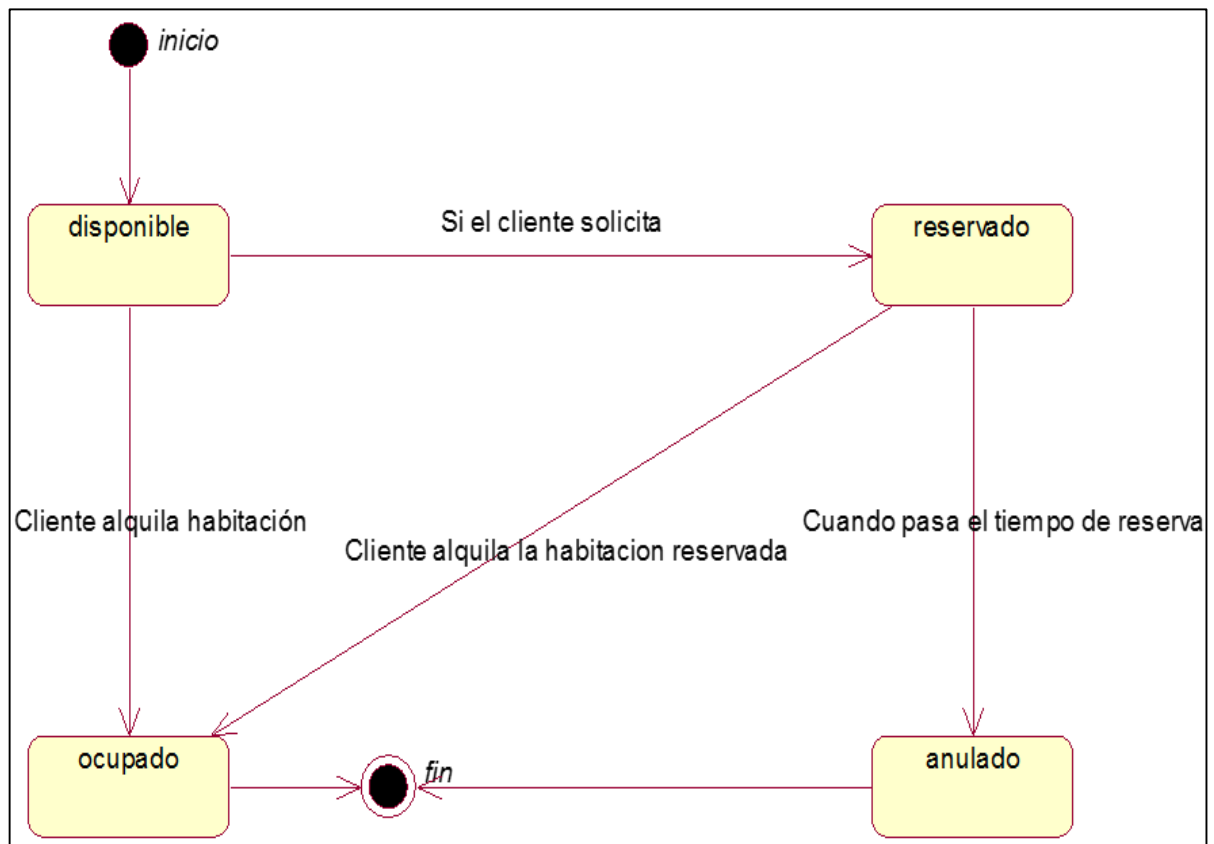 inicio
disponible
Si el cliente solicita
reservado
Cliente alquila habitación
Cliente alquila la habitacion reservada
Cuando pasa el tiempo de reserva
ocupado
fin
anulado